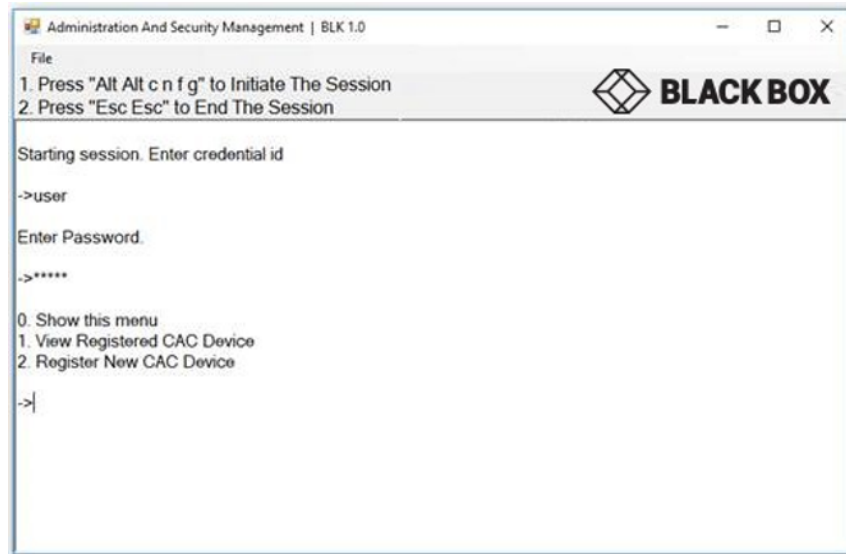 Administration And Security Management | BLK 1.0
File
1. Press "Alt Alt c n f g" to Initiate The Session
2. Press "Esc Esc" to End The Session
BLACK BOX
Starting session. Enter credential id
->user
Enter Password.
->*****
0. Show this menu
1. View Registered CAC Device
2. Register New CAC Device
->